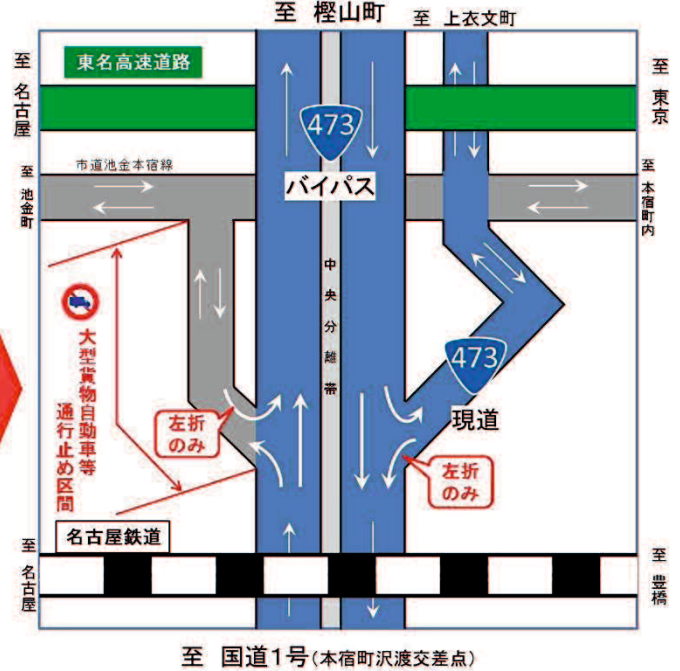 至 樫山町
至 上衣文町
至 名古屋
東名高速道路
至 東京
473
バイパス
市道池金本宿線
至 池金町
至 本宿町内
中央分離帯
大型貨物自動車等
通行止め区間
左折
のみ
473
現道
左折
のみ
名古屋鉄道
至 名古屋
至 豊橋
至 国道1号(本宿町沢渡交差点)